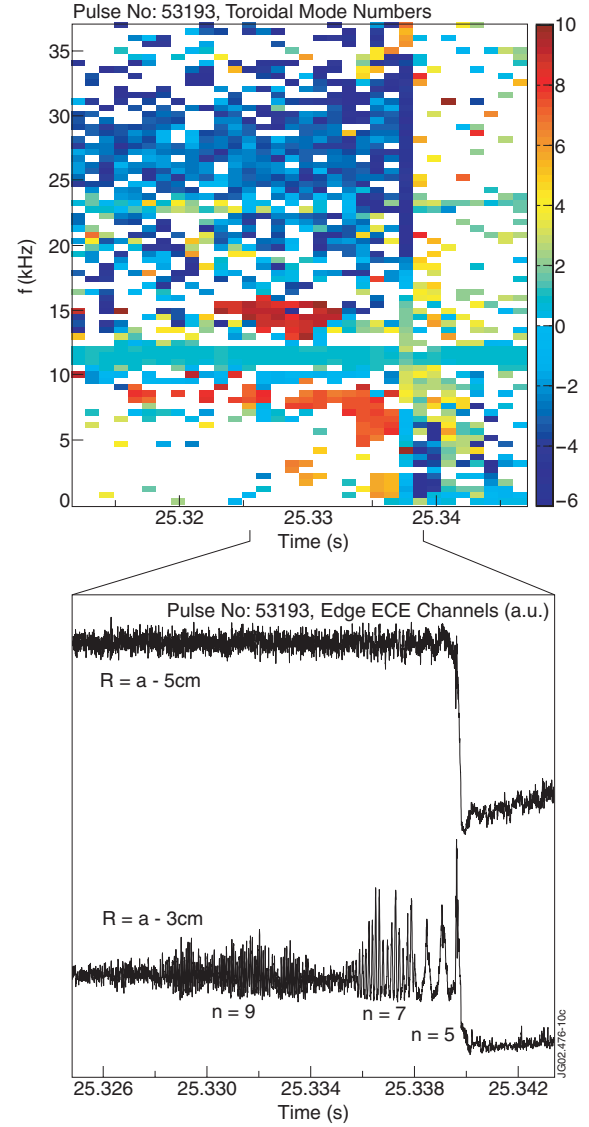 Pulse No: 53193, Toroidal Mode Numbers
35
30
25
20
15
10
5
0
f (kHz)
25.32 25.33 25.34
Time (s)
10
8
6
4
2
0
−2
−4
−6
Pulse No: 53193, Edge ECE Channels (a.u.)
R = a - 5cm
R = a - 3cm
n = 9
n = 7
n = 5
JG02.476-10c
25.326 25.330 25.334 25.338 25.342
Time (s)